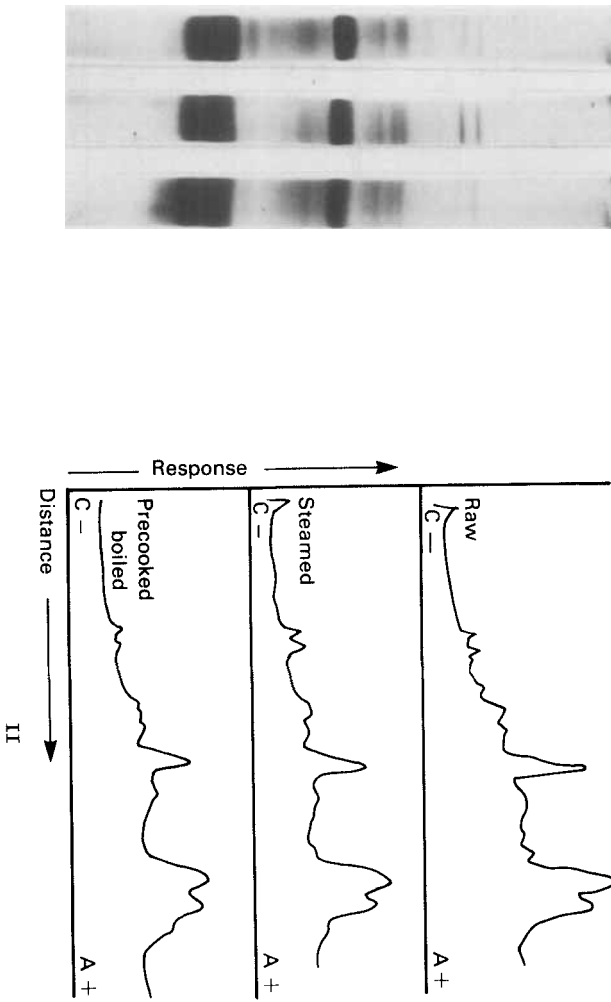 Response
Raw
C –
A +
Steamed
C –
A +
Precooked
boiled
C –
A +
Distance
II